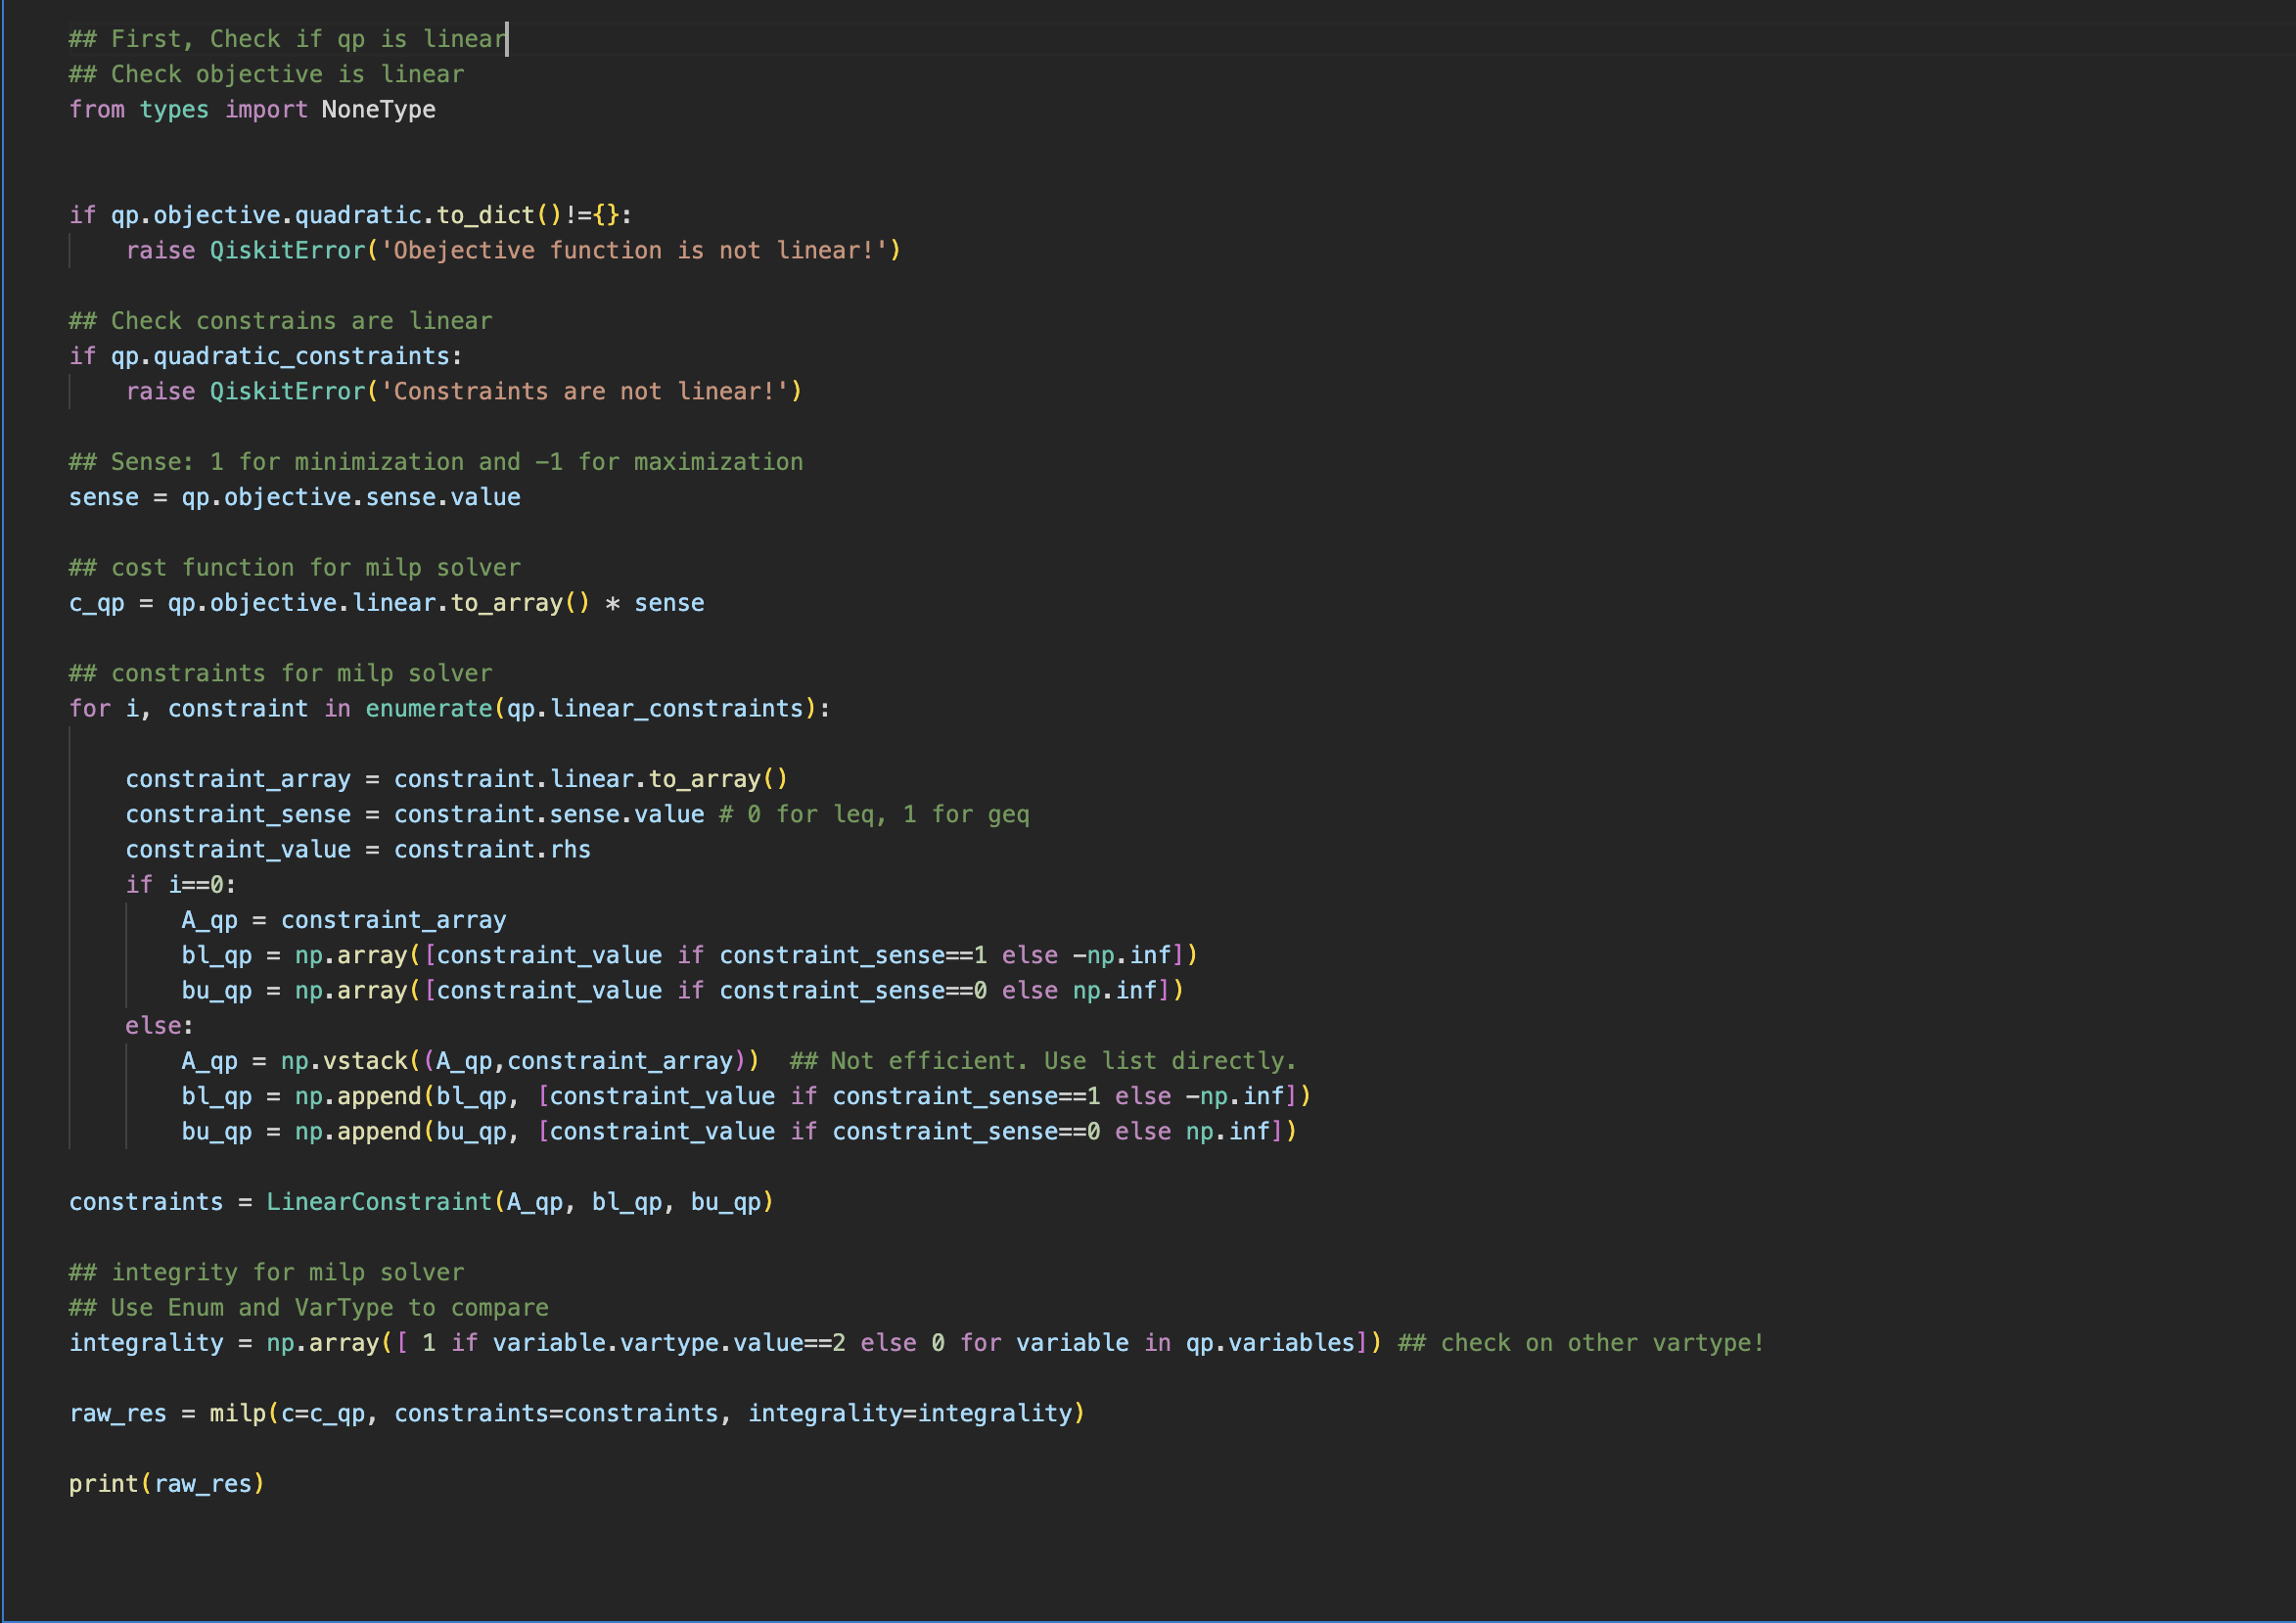 ## First, Check if qp is linear
## Check objective is linear
from types import NoneType
if qp.objective.quadratic.to_dict()!={}:
    raise QiskitError('Obejective function is not linear!')
## Check constrains are linear
if qp.quadratic_constraints:
    raise QiskitError('Constraints are not linear!')
## Sense: 1 for minimization and -1 for maximization
sense = qp.objective.sense.value
## cost function for milp solver
c_qp = qp.objective.linear.to_array() * sense
## constraints for milp solver
for i, constraint in enumerate(qp.linear_constraints):
    constraint_array = constraint.linear.to_array()
    constraint_sense = constraint.sense.value # 0 for leq, 1 for geq
    constraint_value = constraint.rhs
    if i==0:
        A_qp = constraint_array
        bl_qp = np.array([constraint_value if constraint_sense==1 else -np.inf])
        bu_qp = np.array([constraint_value if constraint_sense==0 else np.inf])
    else:
        A_qp = np.vstack((A_qp,constraint_array))  ## Not efficient. Use list directly.
        bl_qp = np.append(bl_qp, [constraint_value if constraint_sense==1 else -np.inf])
        bu_qp = np.append(bu_qp, [constraint_value if constraint_sense==0 else np.inf])
constraints = LinearConstraint(A_qp, bl_qp, bu_qp)
## integrity for milp solver
## Use Enum and VarType to compare
integrality = np.array([ 1 if variable.vartype.value==2 else 0 for variable in qp.variables]) ## check on other vartype!
raw_res = milp(c=c_qp, constraints=constraints, integrality=integrality)
print(raw_res)